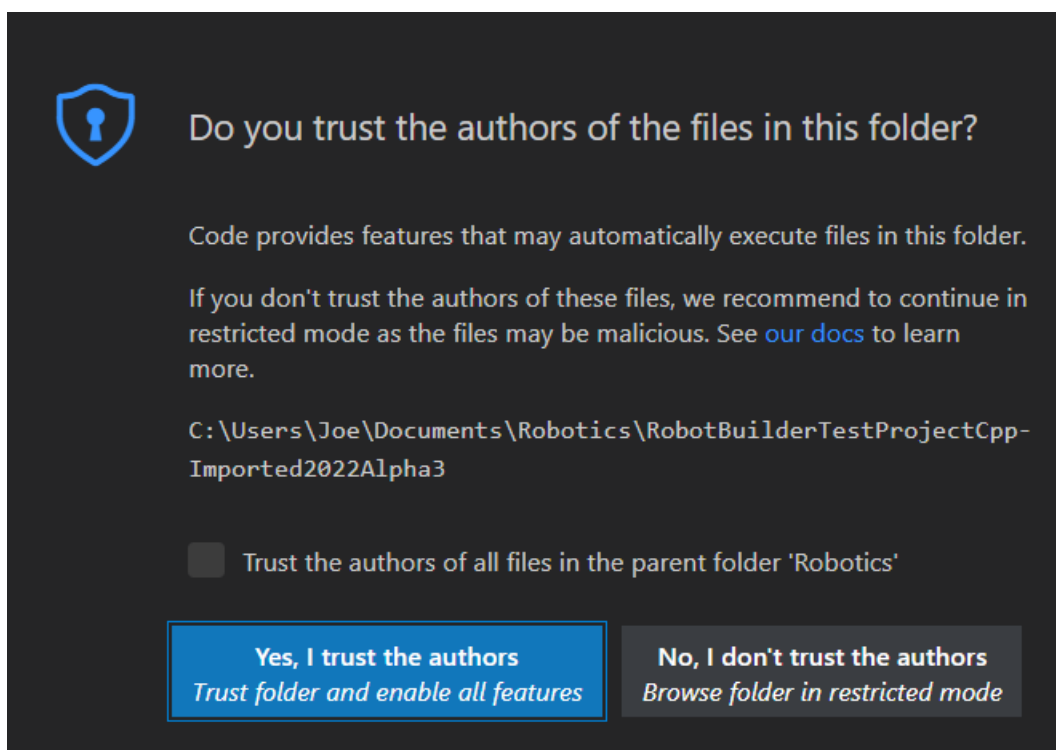 Do you trust the authors of the files in this folder?
Code provides features that may automatically execute files in this folder.
If you don't trust the authors of these files, we recommend to continue in
restricted mode as the files may be malicious. See our docs to learn
more.
C:\Users\Joe\Documents\Robotics\RobotBuilderTestProjectCpp-
Imported2022Alpha3
Trust the authors of all files in the parent folder 'Robotics'
Yes, I trust the authors
Trust folder and enable all features
No, I don't trust the authors
Browse folder in restricted mode